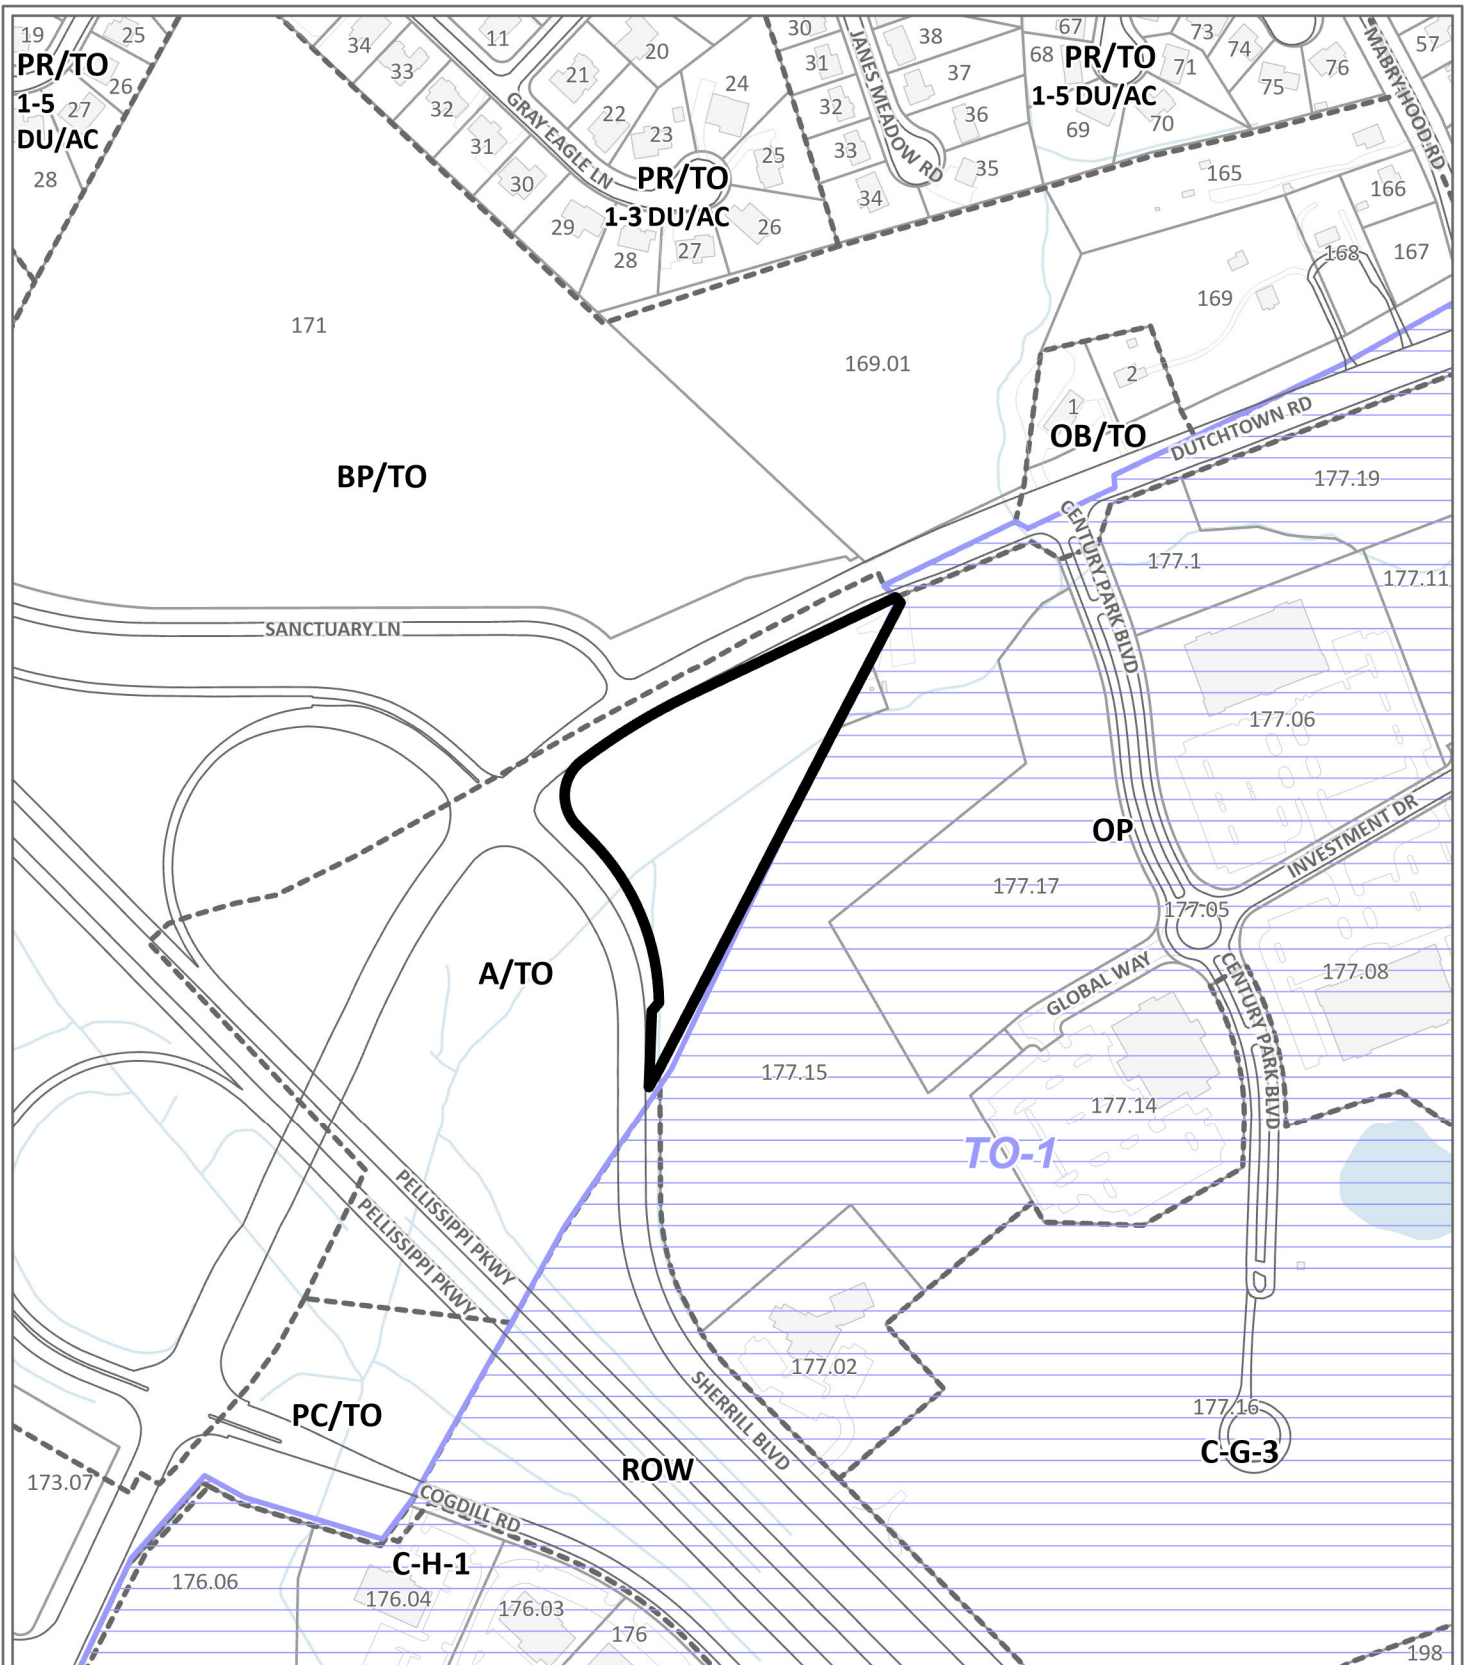 19
25
PR/TO
1-5
DU/AC
26
27
28
34
33
32
31
30
29
28
27
26
25
24
23
22
21
20
11
GRAY EAGLE LN
PR/TO
1-3 DU/AC
30
31
32
33
34
35
36
37
38
JANES MEADOW RD
67
68
69
70
71
73
74
75
76
57
PR/TO
1-5 DU/AC
MABRY HOOD RD
165
166
167
168
169
171
169.01
1
2
OB/TO
DUTCHTOWN RD
BP/TO
177.19
CENTURY PARK BLVD
177.1
177.11
SANCTUARY LN
177.06
OP
INVESTMENT DR
177.17
177.05
A/TO
GLOBAL WAY
CENTURY PARK BLVD
177.08
177.15
177.14
TO-1
PELLISSIPPI PKWY
PELLISSIPPI PKWY
177.02
SHERRILL BLVD
177.16
C-G-3
PC/TO
ROW
173.07
COGDILL RD
C-H-1
176.06
176.04
176.03
176
198